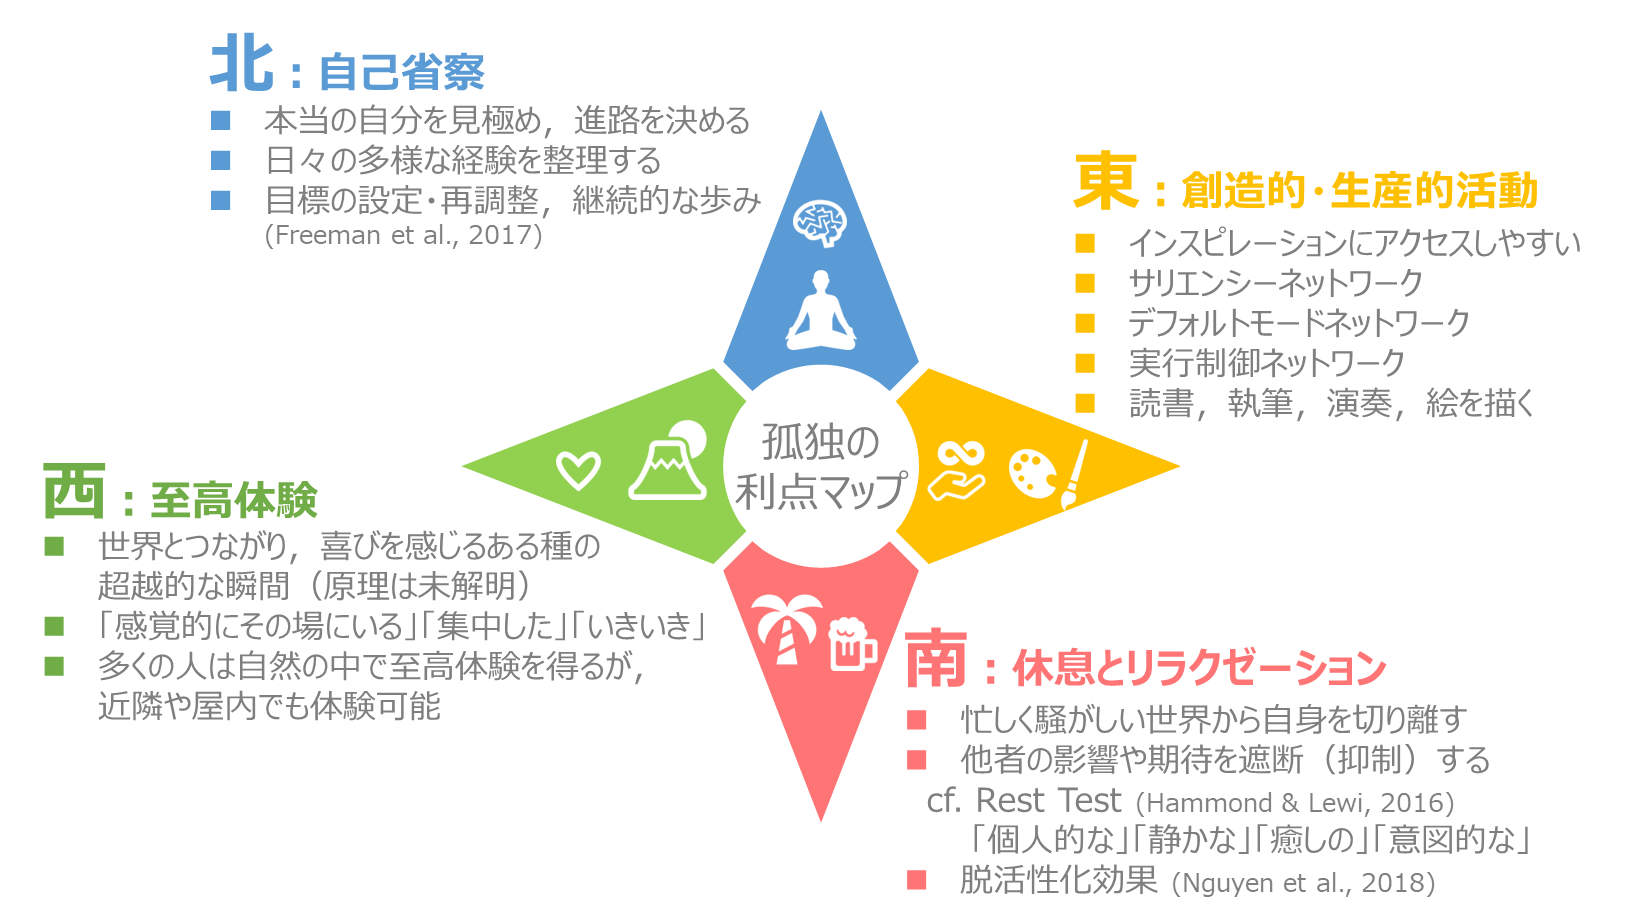 北：自己省察
■ 本当の自分を見極め，進路を決める
■ 日々の多様な経験を整理する
■ 目標の設定・再調整，継続的な歩み
(Freeman et al., 2017)
東：創造的・生産的活動
■ インスピレーションにアクセスしやすい
■ サリエンシーネットワーク
■ デフォルトモードネットワーク
■ 実行制御ネットワーク
■ 読書，執筆，演奏，絵を描く
孤独の
利点マップ
西：至高体験
■ 世界とつながり，喜びを感じるある種の
超越的な瞬間（原理は未解明）
■ 「感覚的にその場にいる」「集中した」「いきいき」
■ 多くの人は自然の中で至高体験を得るが，
近隣や屋内でも体験可能
南：休息とリラクゼーション
■ 忙しく騒がしい世界から自身を切り離す
■ 他者の影響や期待を遮断（抑制）する
cf. Rest Test (Hammond & Lewi, 2016)
「個人的な」「静かな」「癒しの」「意図的な」
■ 脱活性化効果 (Nguyen et al., 2018)